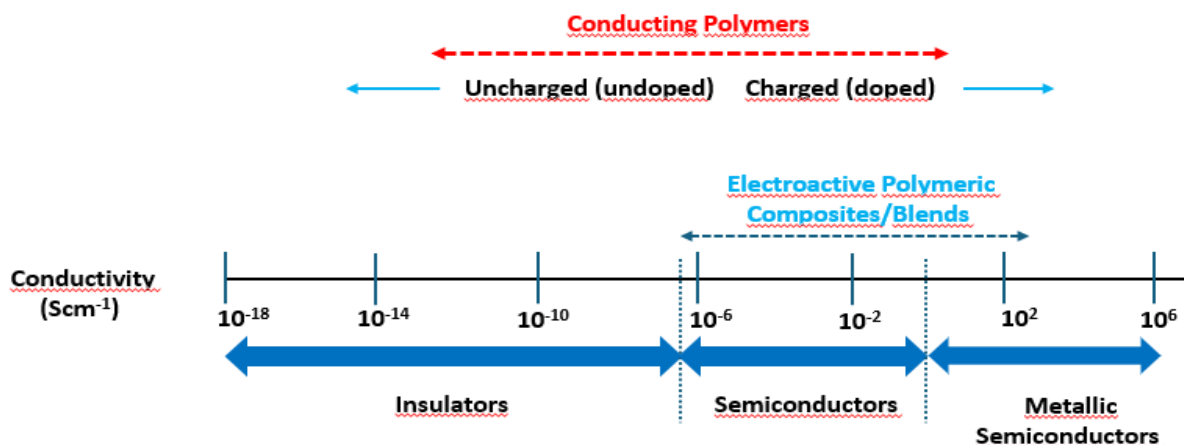 Conducting Polymers
Uncharged (undoped) Charged (doped)
Electroactive Polymeric
Composites/Blends
Conductivity
(Scm⁻¹)
10⁻¹⁸ 10⁻¹⁴ 10⁻¹⁰ 10⁻⁶ 10⁻² 10² 10⁶
Insulators Semiconductors Metallic
Semiconductors